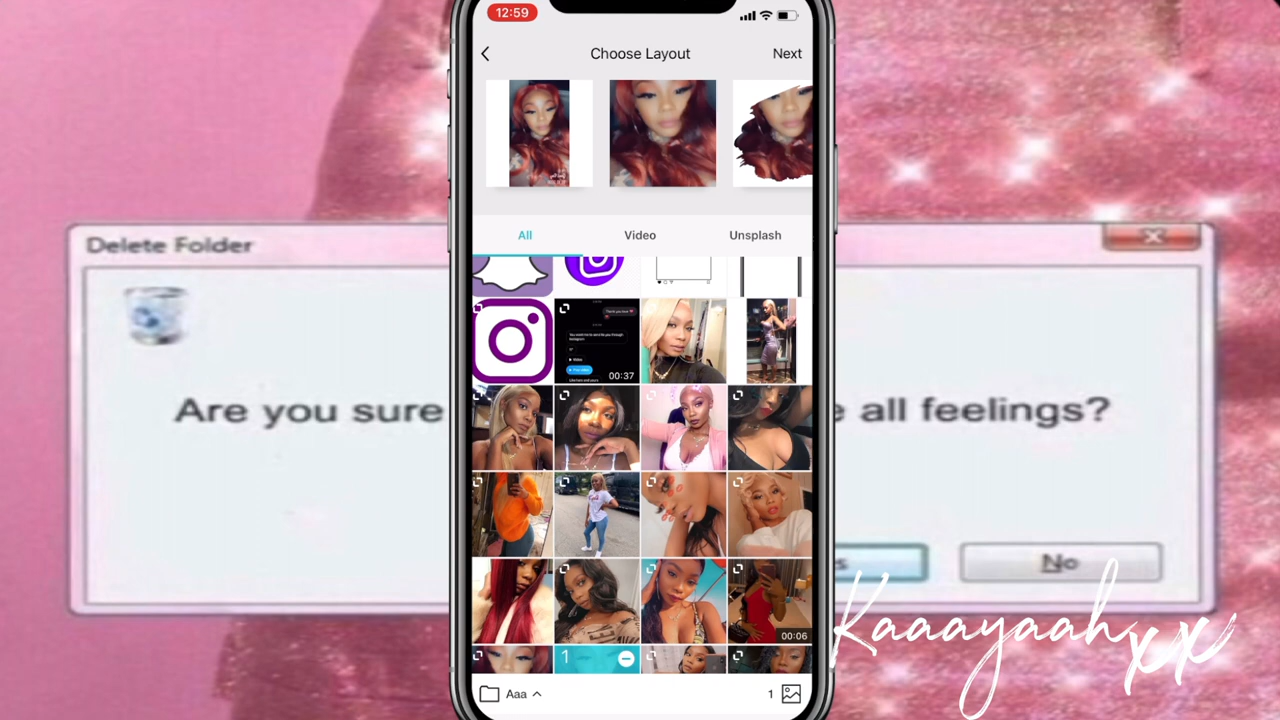 12:59
Choose Layout
Next
All
Video
Unsplash
Delete Folder
Are you sure
all feelings?
00:37
No
00:06
Kaaayaahxx
1
Aaa
1